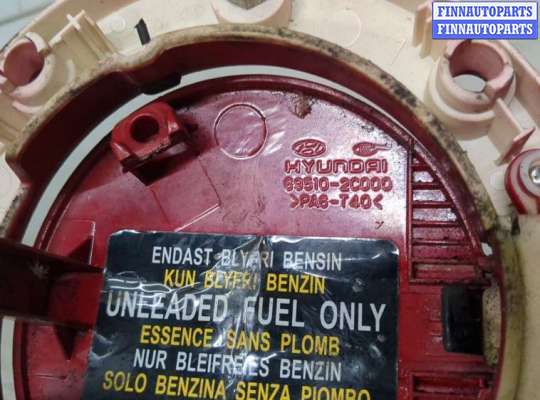 FINNAUTOPARTS
FINNAUTOPARTS
HYUNDAI
69510-2C000
>PA6-T40<
ENDAST BLYFRI BENSIN
KUN BLYFRI BENZIN
UNLEADED FUEL ONLY
ESSENCE SANS PLOMB
NUR BLEIFREIES BENZIN
SOLO BENZINA SENZA PIOMBO